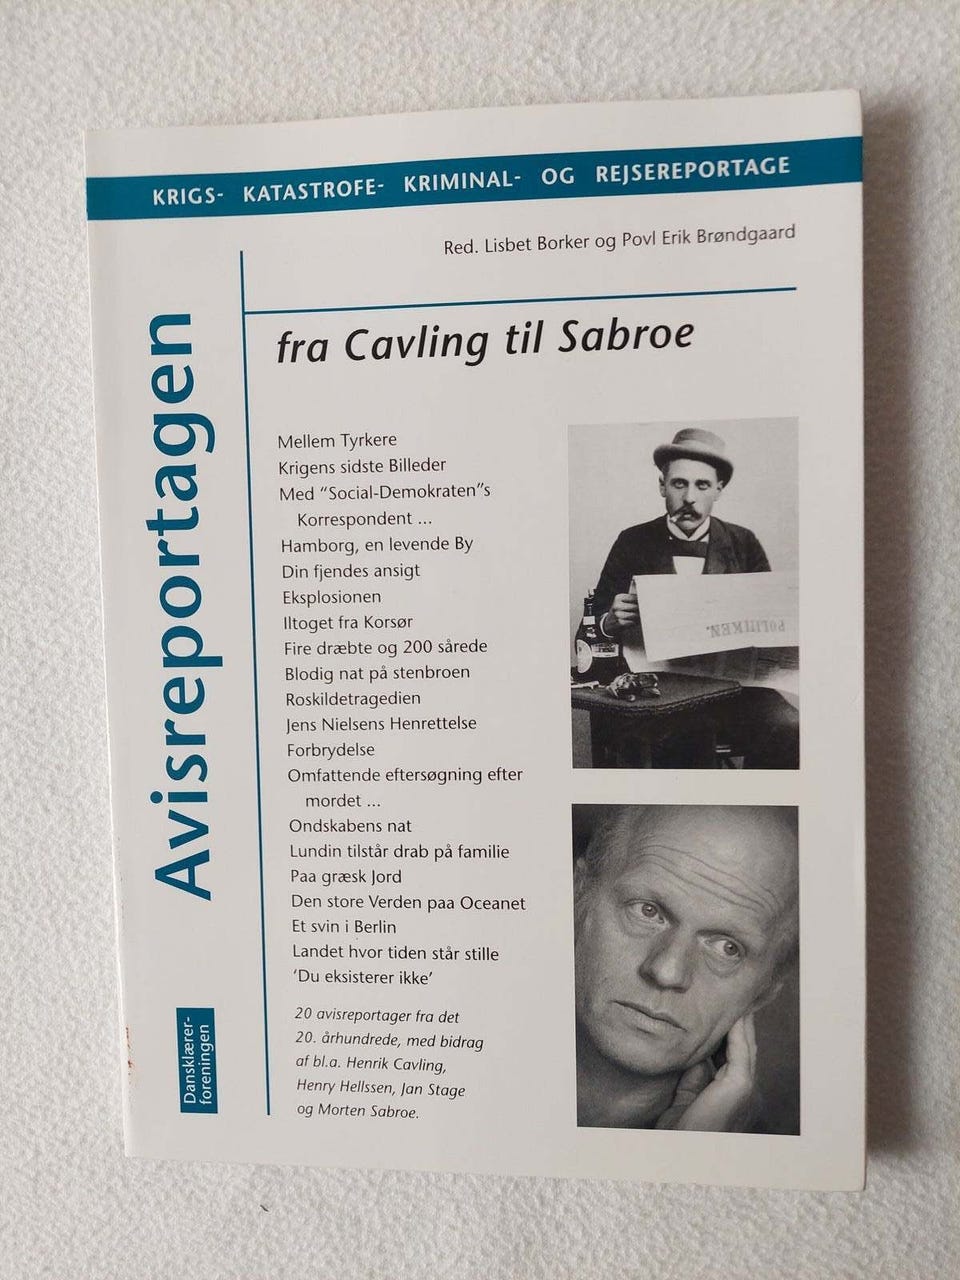 KRIGS- KATASTROFE- KRIMINAL- OG REJSEREPORTAGE
Red. Lisbet Borker og Povl Erik Brøndgaard
Avisreportagen
fra Cavling til Sabroe
Mellem Tyrkere
Krigens sidste Billeder
Med “Social-Demokraten”s
Korrespondent ...
Hamborg, en levende By
Din fjendes ansigt
Eksplosionen
Iltoget fra Korsør
Fire dræbte og 200 sårede
Blodig nat på stenbroen
Roskildetragedien
Jens Nielsens Henrettelse
Forbrydelse
Omfattende eftersøgning efter
mordet ...
Ondskabens nat
Lundin tilstår drab på familie
Paa græsk Jord
Den store Verden paa Oceanet
Et svin i Berlin
Landet hvor tiden står stille
‘Du eksisterer ikke’
20 avisreportager fra det
20. århundrede, med bidrag
af bl.a. Henrik Cavling,
Henry Hellssen, Jan Stage
og Morten Sabroe.
POLITIKEN.
Dansklærer-
foreningen